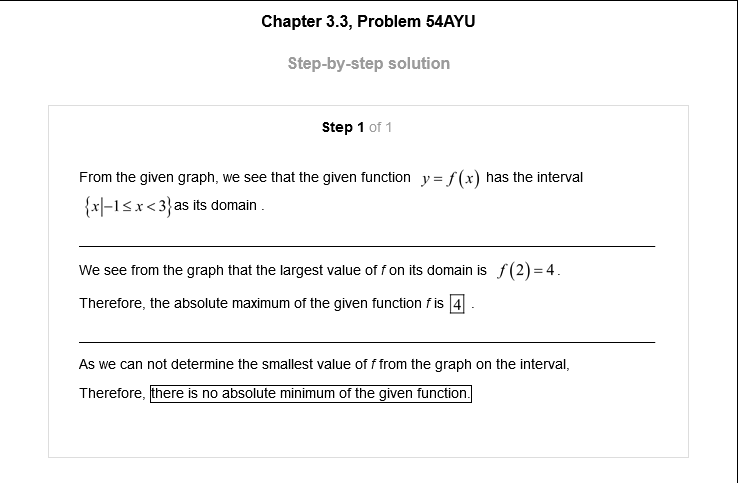 Chapter 3.3, Problem 54AYU
Step-by-step solution
Step 1 of 1
From the given graph, we see that the given function y = f(x) has the interval
{x|−1≤x<3} as its domain .
We see from the graph that the largest value of f on its domain is f(2)=4.
Therefore, the absolute maximum of the given function f is 4 .
As we can not determine the smallest value of f from the graph on the interval,
Therefore, there is no absolute minimum of the given function.